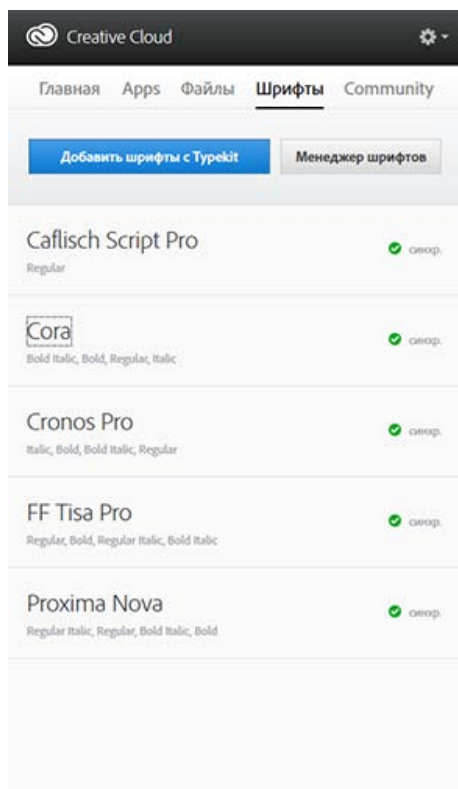 Creative Cloud
Главная Apps Файлы Шрифты Community
Добавить шрифты с Typekit Менеджер шрифтов
Caflisch Script Pro
синхр.
Regular
Cora
синхр.
Bold Italic, Bold, Regular, Italic
Cronos Pro
синхр.
Italic, Bold, Bold Italic, Regular
FF Tisa Pro
синхр.
Regular, Bold, Regular Italic, Bold Italic
Proxima Nova
синхр.
Regular Italic, Regular, Bold Italic, Bold